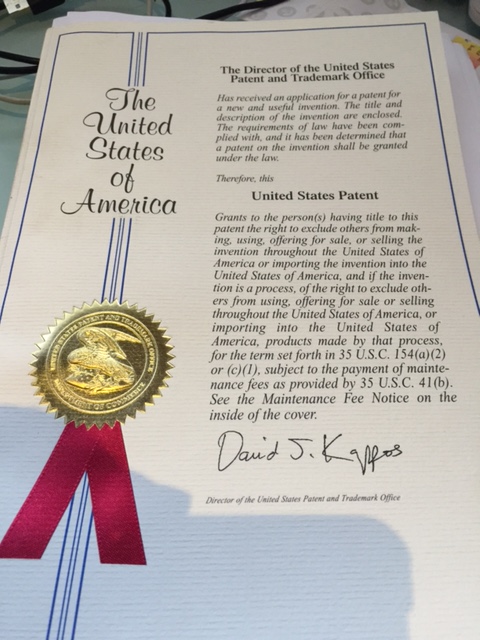 The
United
States
of
America
The Director of the United States
Patent and Trademark Office
Has received an application for a patent for
a new and useful invention. The title and
description of the invention are enclosed.
The requirements of law have been com-
plied with, and it has been determined that
a patent on the invention shall be granted
under the law.
Therefore, this
United States Patent
Grants to the person(s) having title to this
patent the right to exclude others from mak-
ing, using, offering for sale, or selling the
invention throughout the United States of
America or importing the invention into the
United States of America, and if the inven-
tion is a process, of the right to exclude oth-
ers from using, offering for sale or selling
throughout the United States of America, or
importing into the United States of
America, products made by that process,
for the term set forth in 35 U.S.C. 154(a)(2)
or (c)(1), subject to the payment of mainte-
nance fees as provided by 35 U.S.C. 41(b).
See the Maintenance Fee Notice on the
inside of the cover.
David J. Kappos
Director of the United States Patent and Trademark Office
UNITED STATES PATENT AND TRADEMARK OFFICE
DEPARTMENT OF COMMERCE